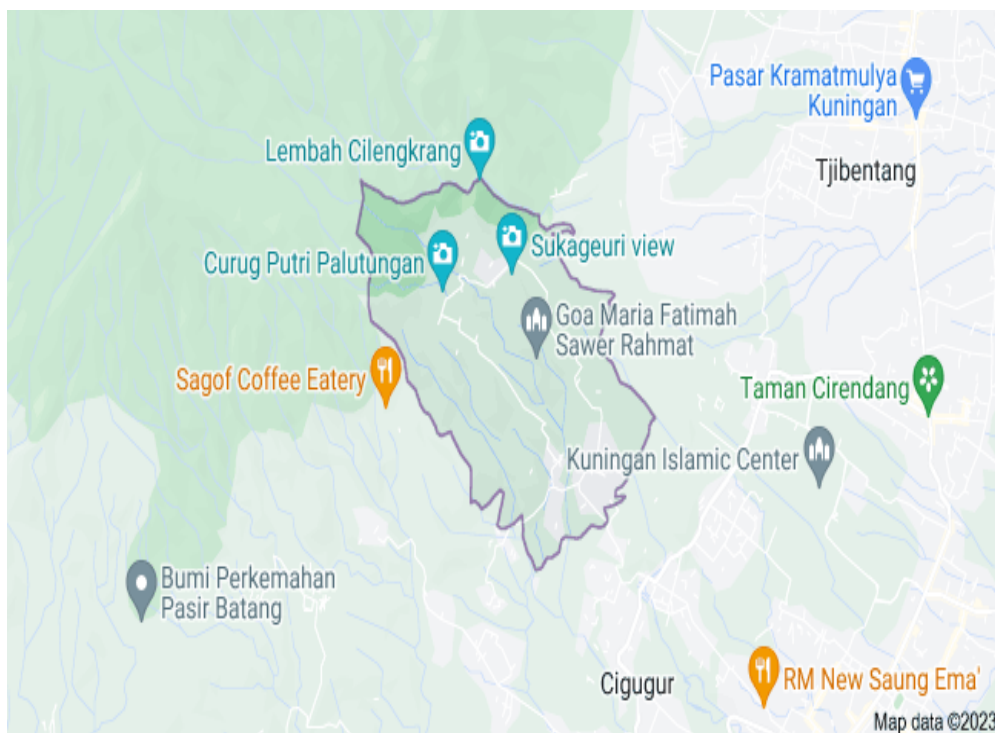 Pasar Kramatmulya
Kuningan
Lembah Cilengkrang
Tjibentang
Curug Putri Palutungan
Sukageuri view
Goa Maria Fatimah
Sawer Rahmat
Sagof Coffee Eatery
Taman Cirendang
Kuningan Islamic Center
Bumi Perkemahan
Pasir Batang
Cigugur
RM New Saung Ema'
Map data ©2023